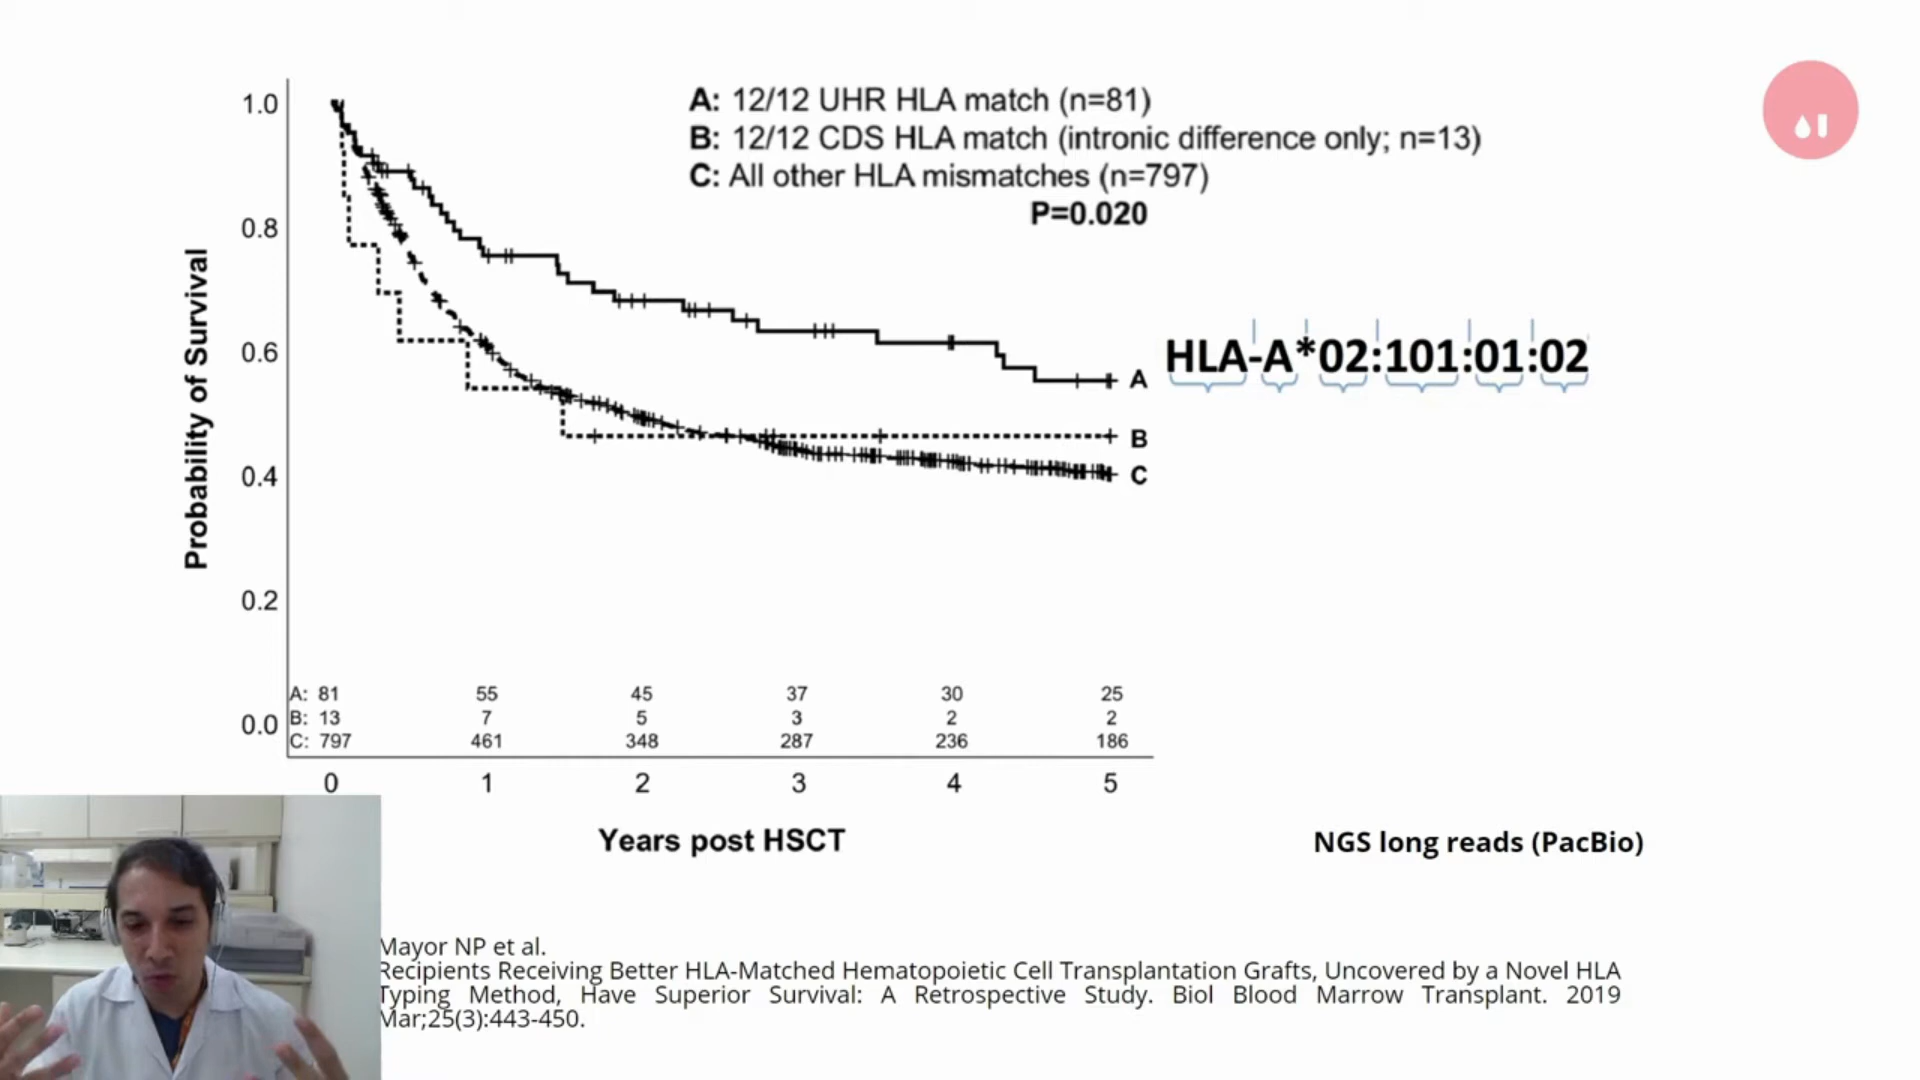 A: 12/12 UHR HLA match (n=81)
B: 12/12 CDS HLA match (intronic difference only; n=13)
C: All other HLA mismatches (n=797)
P=0.020
Probability of Survival
1.0
0.8
0.6
0.4
0.2
0.0
A
B
C
HLA-A*02:101:01:02
A: 81 55 45 37 30 25
B: 13 7 5 3 2 2
C: 797 461 348 287 236 186
0 1 2 3 4 5
Years post HSCT
NGS long reads (PacBio)
Mayor NP et al.
Recipients Receiving Better HLA-Matched Hematopoietic Cell Transplantation Grafts, Uncovered by a Novel HLA
Typing Method, Have Superior Survival: A Retrospective Study. Biol Blood Marrow Transplant. 2019
Mar;25(3):443-450.